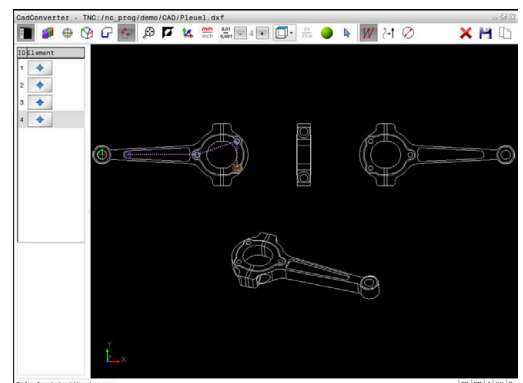 CadConverter - TNC:/nc_prog/demo/CAD/Pleuel.dxf
mm
inch
0,01
0,001
4
ID Element
1
2
3
4
Y
Z
X